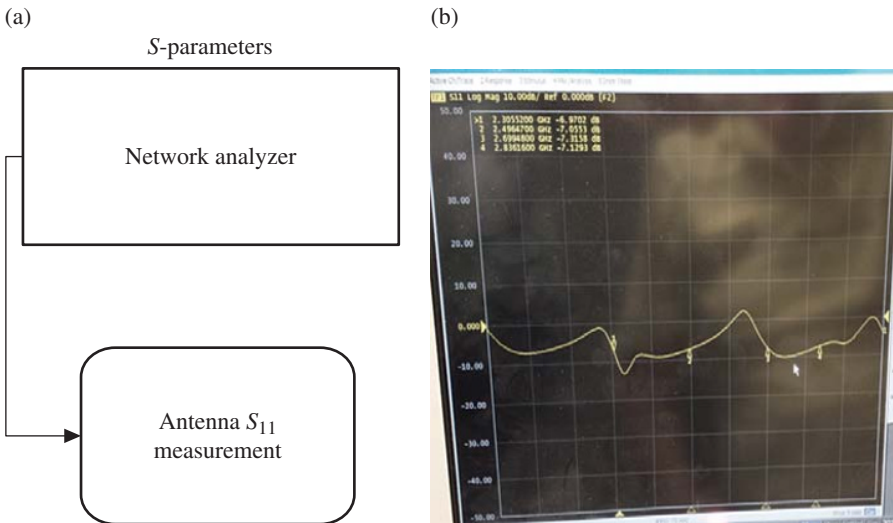 (a)
S-parameters
Network analyzer
Antenna S11
measurement
(b)
S11 Log Mag 10.00dB/ Ref 0.000dB [F2]
50.00
>1 2.3055200 GHz -6.9702 dB
2 2.4964700 GHz -7.0553 dB
3 2.6994800 GHz -7.3158 dB
4 2.8361600 GHz -7.1293 dB
40.00
30.00
20.00
10.00
0.000
-10.00
-20.00
-30.00
-40.00
-50.00